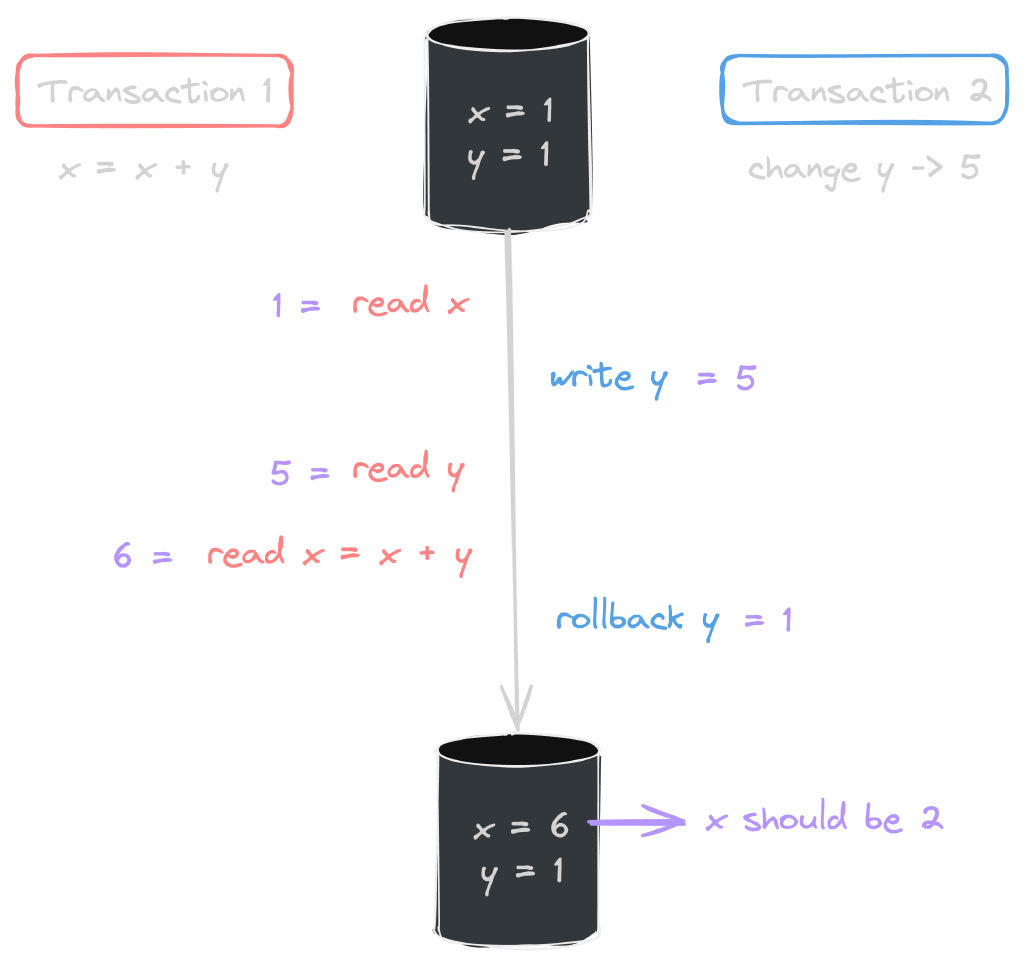 Transaction 1
x = x + y
x = 1
y = 1
Transaction 2
change y -> 5
1 = read x
write y = 5
5 = read y
6 = read x = x + y
rollback y = 1
x = 6
y = 1
x should be 2